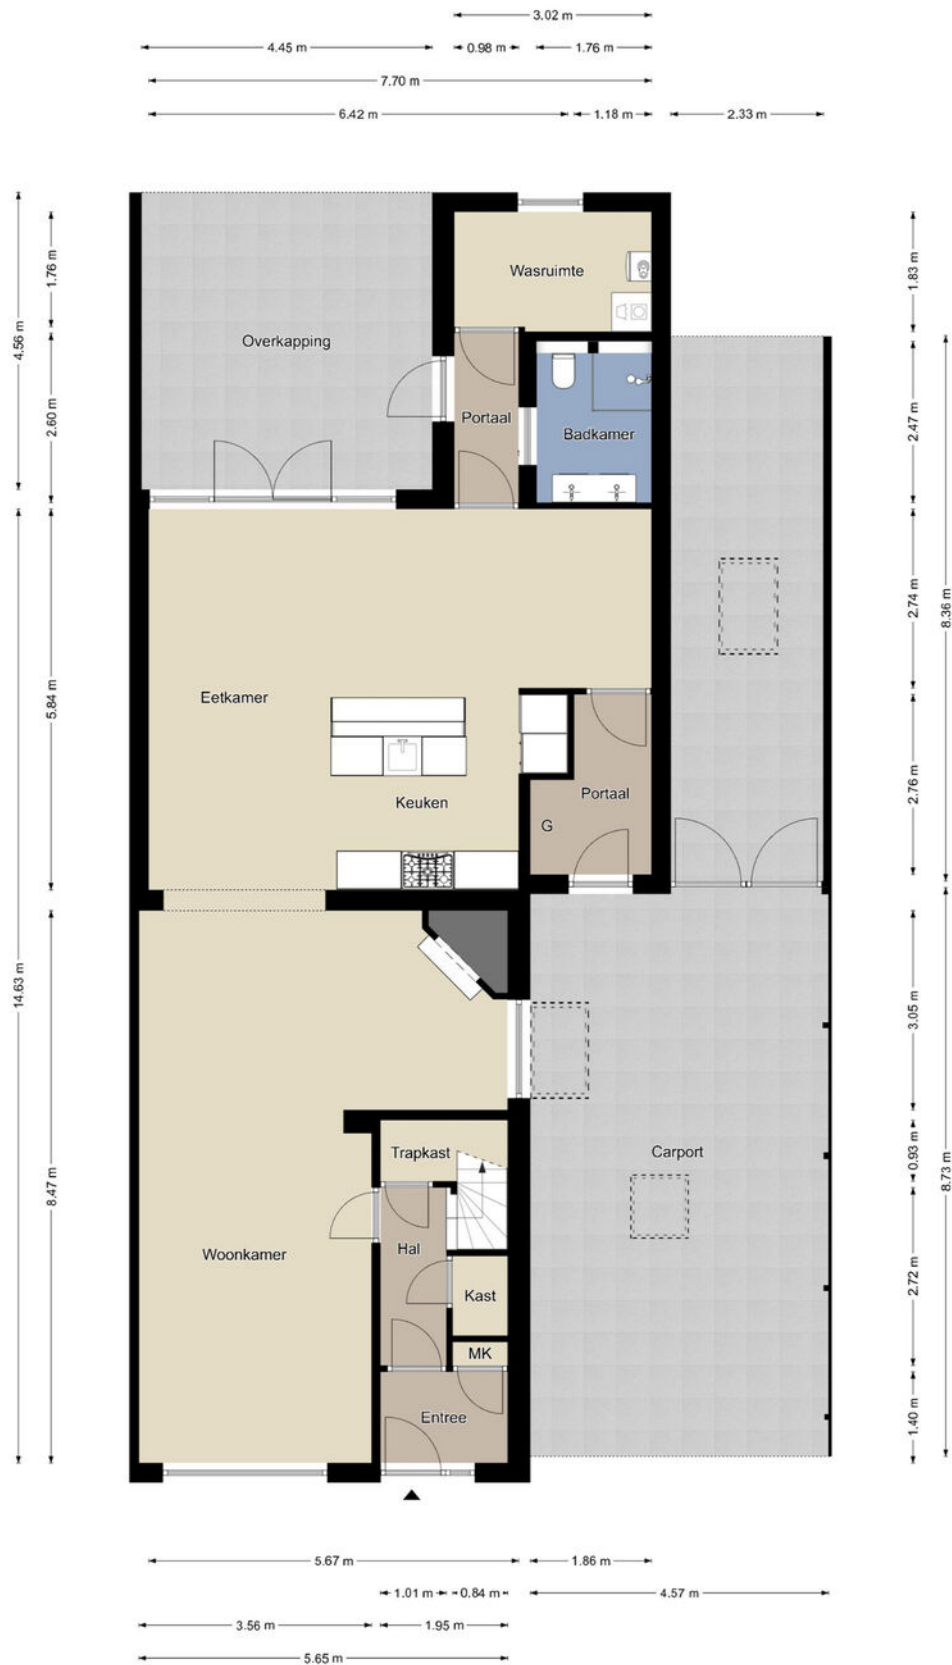 3.02 m
4.45 m
0.98 m
1.76 m
7.70 m
6.42 m
1.18 m
2.33 m
4.56 m
1.76 m
2.60 m
5.84 m
14.63 m
8.47 m
Wasruimte
Overkapping
Portaal
Badkamer
Eetkamer
Keuken
Portaal
G
Trapkast
Carport
Woonkamer
Hal
Kast
MK
Entree
1.83 m
2.47 m
2.74 m
8.36 m
2.76 m
3.05 m
0.93 m
8.73 m
2.72 m
1.40 m
5.67 m
1.86 m
1.01 m
0.84 m
4.57 m
3.56 m
1.95 m
5.65 m